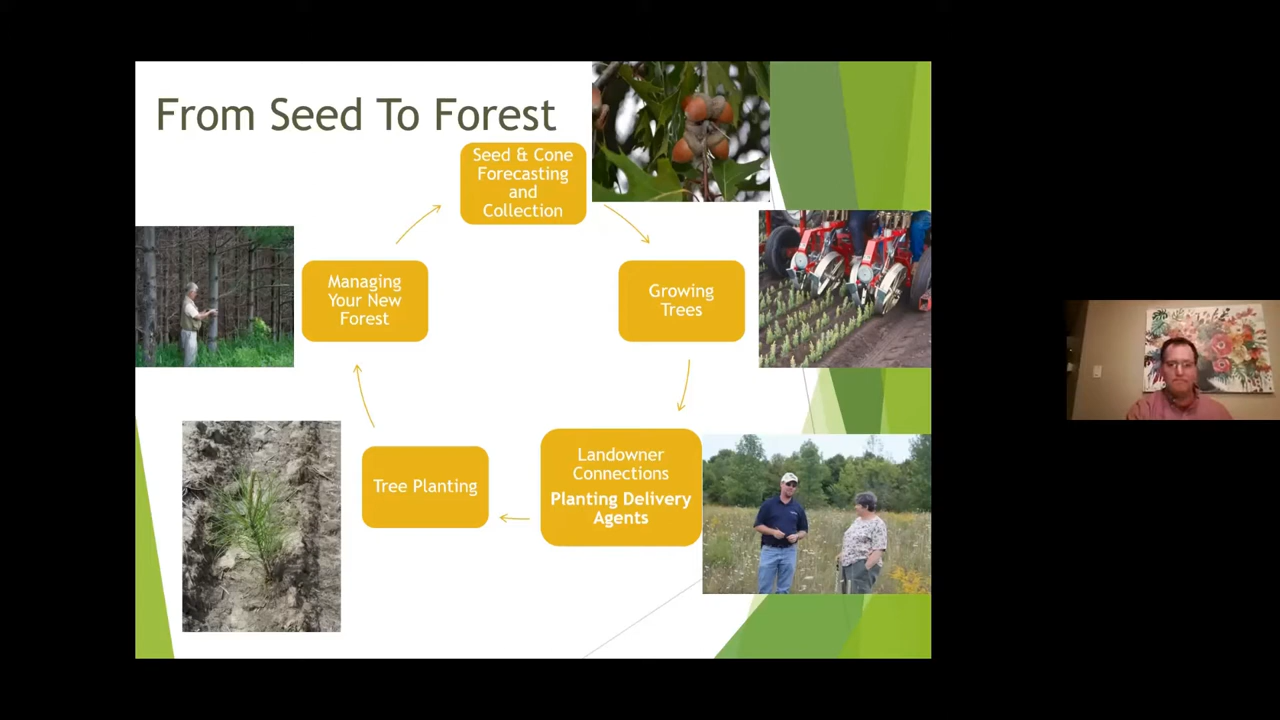 From Seed To Forest
Seed & Cone
Forecasting
and
Collection
Growing
Trees
Landowner
Connections
Planting Delivery
Agents
Tree Planting
Managing
Your New
Forest